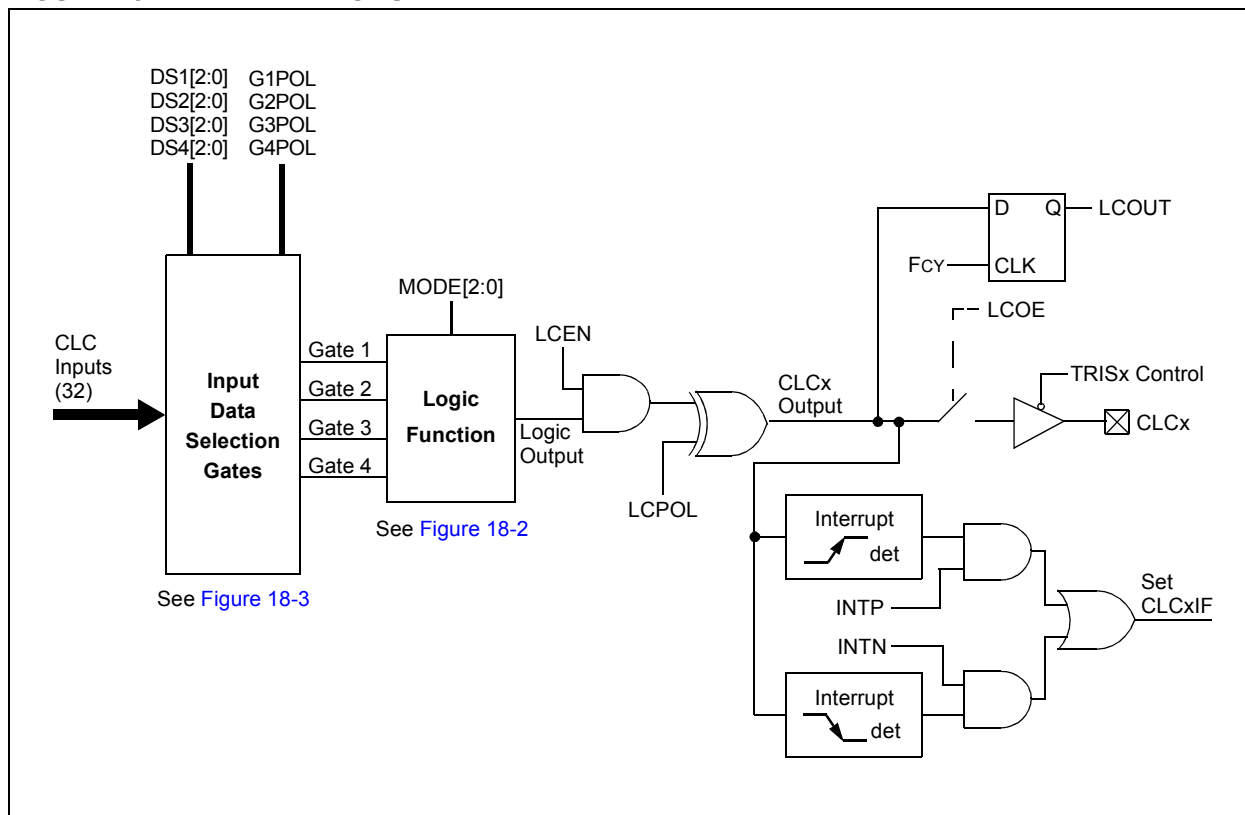 DS1[2:0] G1POL
DS2[2:0] G2POL
DS3[2:0] G3POL
DS4[2:0] G4POL
D Q LCOUT
FCY CLK
MODE[2:0]
LCOE
CLC
Inputs
(32)
Input
Data
Selection
Gates
Gate 1
Gate 2
Gate 3
Gate 4
Logic
Function
Logic
Output
LCEN
LCPOL
CLCx
Output
TRISx Control
CLCx
See Figure 18-2
See Figure 18-3
Interrupt
det
INTP
INTN
Interrupt
det
Set
CLCxIF